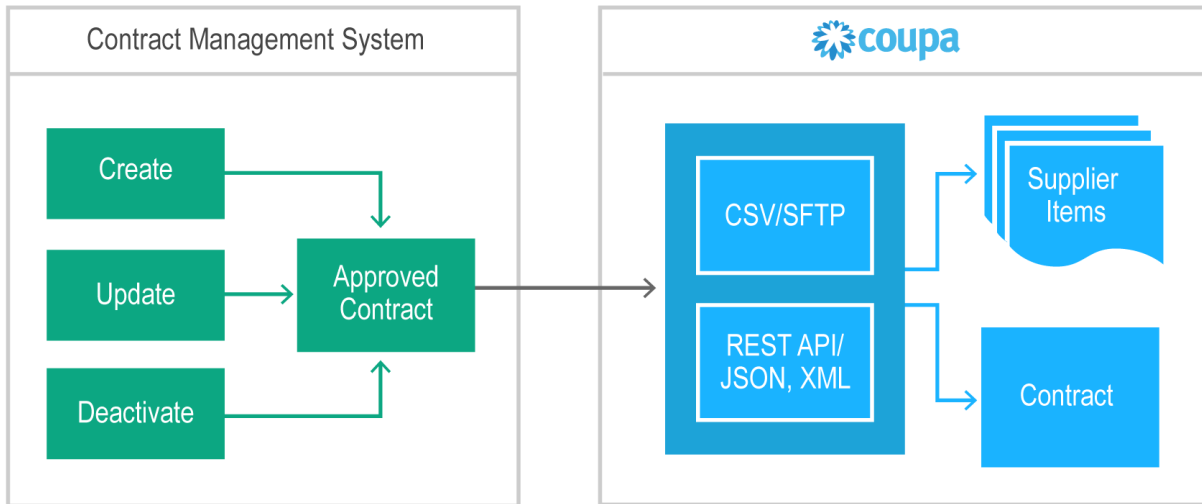 Contract Management System
Create
Update
Deactivate
Approved
Contract
coupa
CSV/SFTP
REST API/
JSON, XML
Supplier
Items
Contract